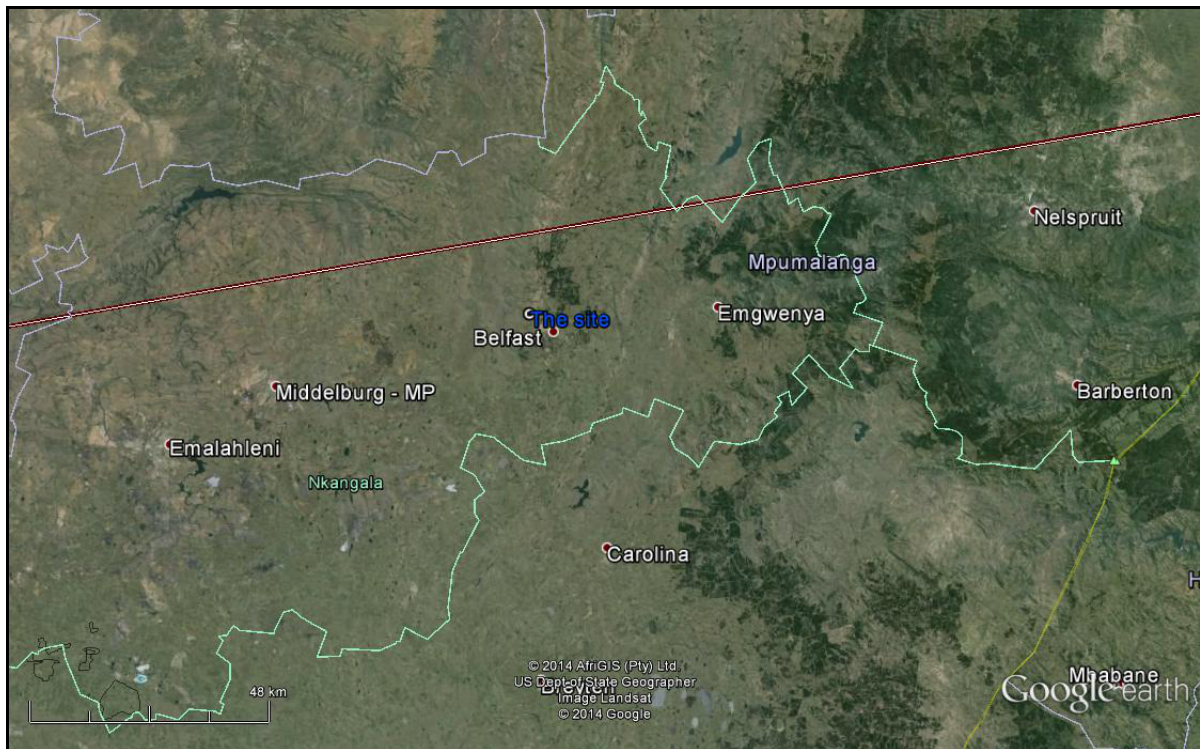 Nelspruit
Mpumalanga
Emgwenya
The site
Belfast
Middelburg - MP
Barberton
Emalahleni
Nkangala
Carolina
H
© 2014 AfriGIS (Pty) Ltd.
US Dept of State Geographer
Image Landsat
© 2014 Google
Breyten
Mbabane
48 km
Google earth